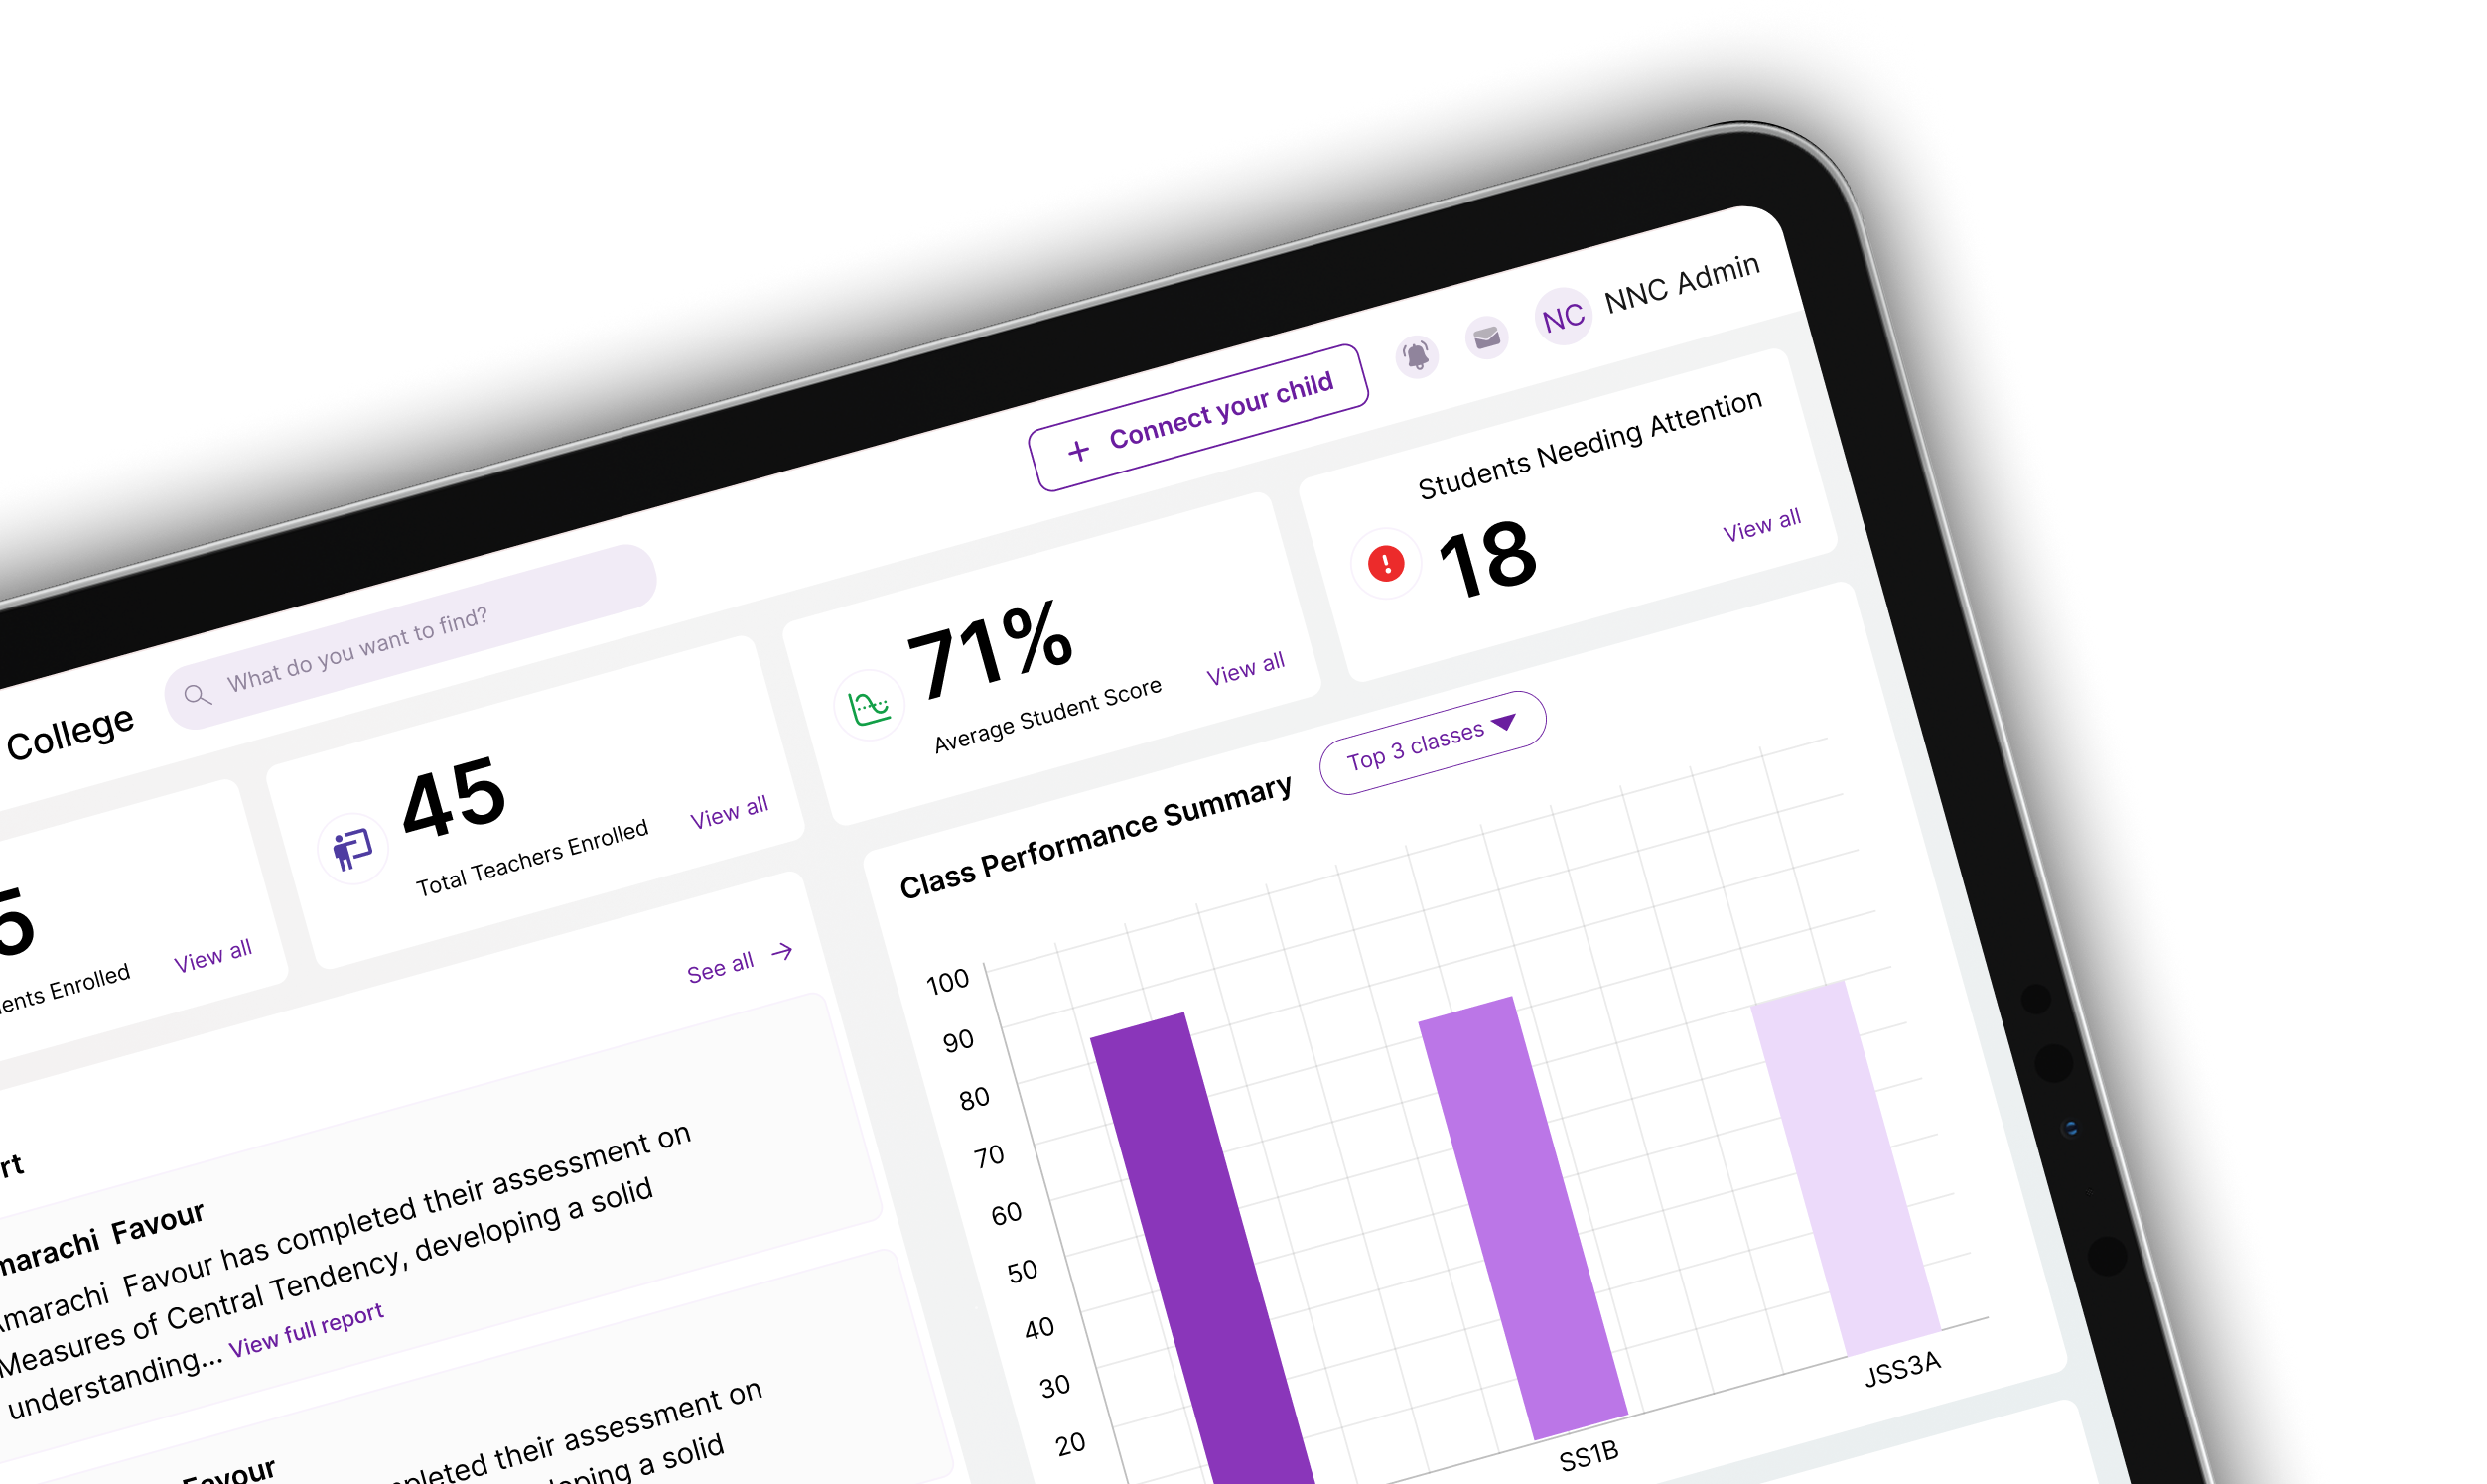 NNC Admin
NC
+ Connect your child
What do you want to find?
College
Students Needing Attention
18
View all
71%
Average Student Score
View all
45
Total Teachers Enrolled
View all
5
ents Enrolled
View all
See all →
rt
marachi Favour
marachi Favour has completed their assessment on
Measures of Central Tendency, developing a solid
understanding... View full report
Favour
pleted their assessment on
oping a solid
Class Performance Summary
Top 3 classes
100
90
80
70
60
50
40
30
20
SS1B
JSS3A